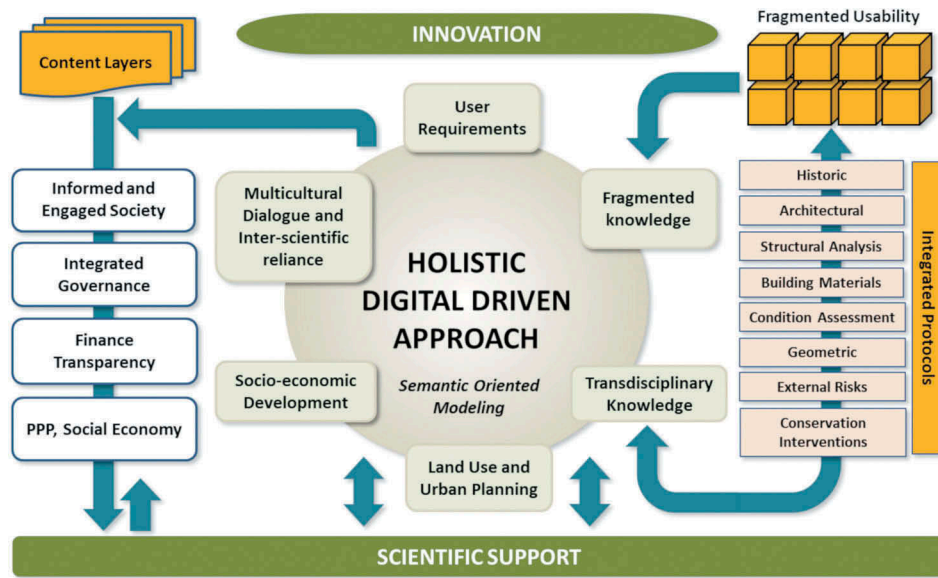 INNOVATION
Fragmented Usability
Content Layers
User
Requirements
Informed and
Engaged Society
Integrated
Governance
Finance
Transparency
PPP, Social Economy
Multicultural
Dialogue and
Inter-scientific
reliance
Fragmented
knowledge
HOLISTIC
DIGITAL DRIVEN
APPROACH
Semantic Oriented
Modeling
Socio-economic
Development
Transdisciplinary
Knowledge
Land Use and
Urban Planning
Historic
Architectural
Structural Analysis
Building Materials
Condition Assessment
Geometric
External Risks
Conservation
Interventions
Integrated Protocols
SCIENTIFIC SUPPORT